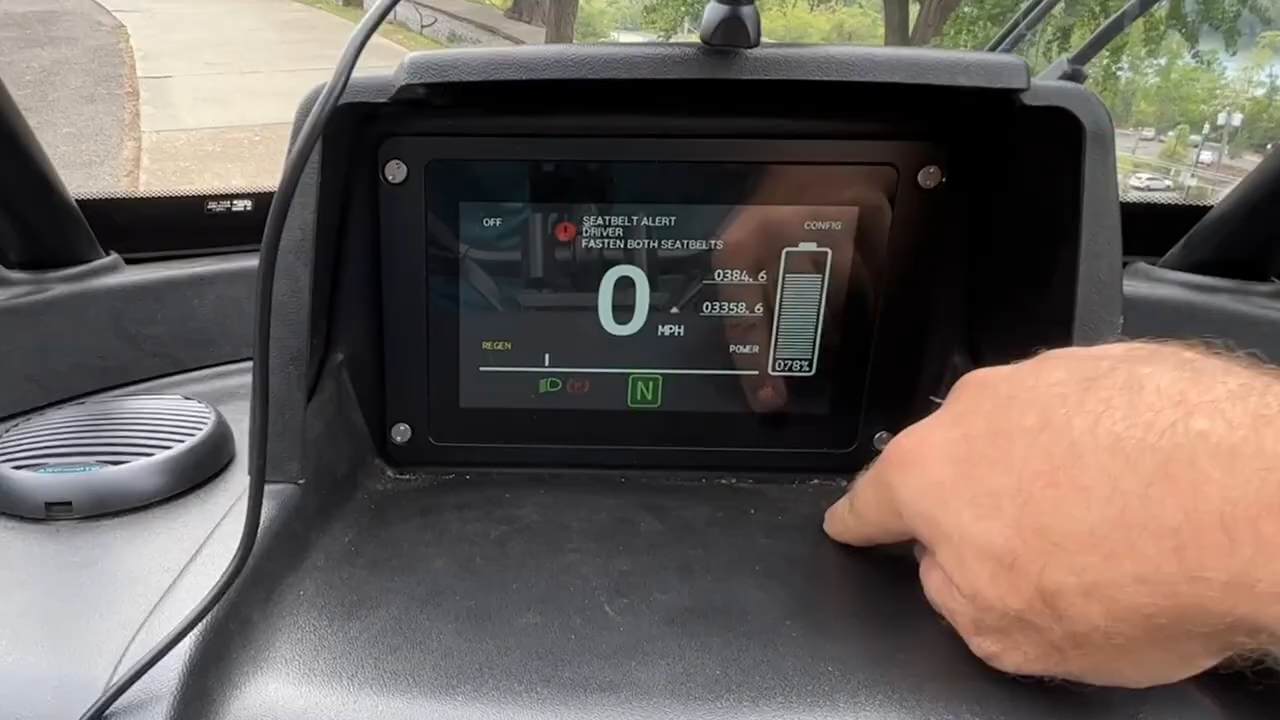 OFF
SEATBELT ALERT
DRIVER
FASTEN BOTH SEATBELTS
CONFIG
0384.6
0
03358.6
MPH
REGEN
POWER
078%
N